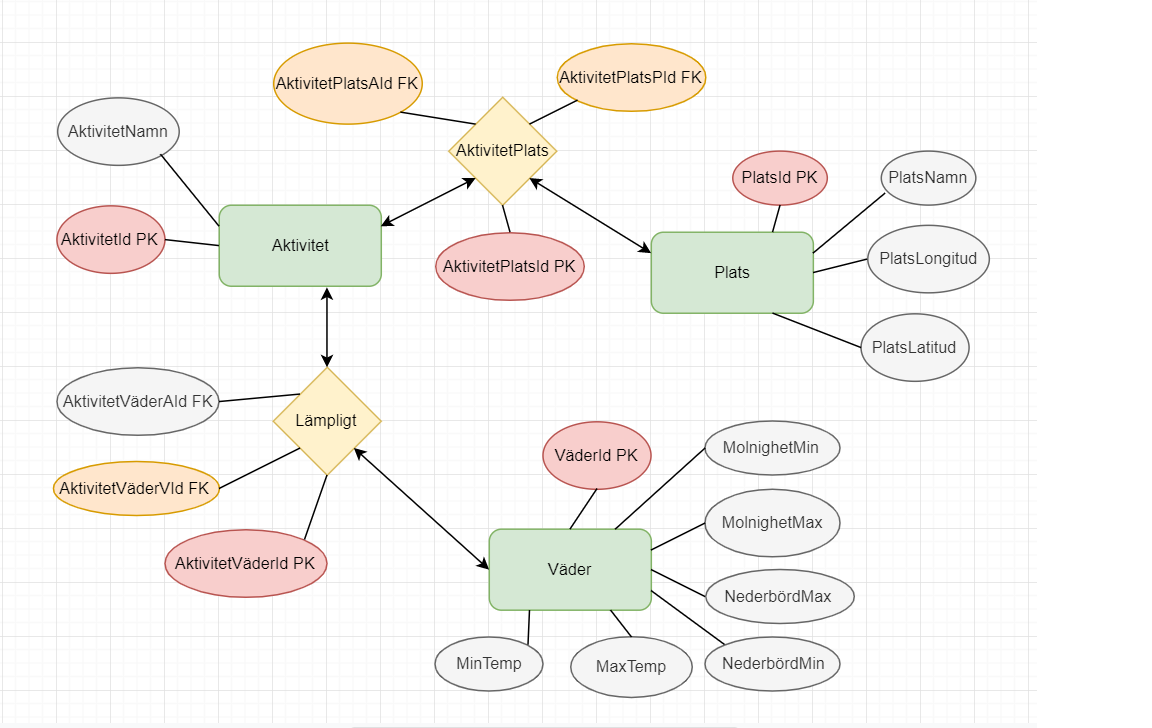 AktivitetPlatsAId FK
AktivitetPlatsPId FK
AktivitetNamn
AktivitetPlats
PlatsId PK
PlatsNamn
AktivitetId PK
Aktivitet
AktivitetPlatsId PK
Plats
PlatsLongitud
PlatsLatitud
AktivitetVäderAId FK
Lämpligt
VäderId PK
MolnighetMin
AktivitetVäderVId FK
MolnighetMax
AktivitetVäderId PK
Väder
NederbördMax
MinTemp
MaxTemp
NederbördMin